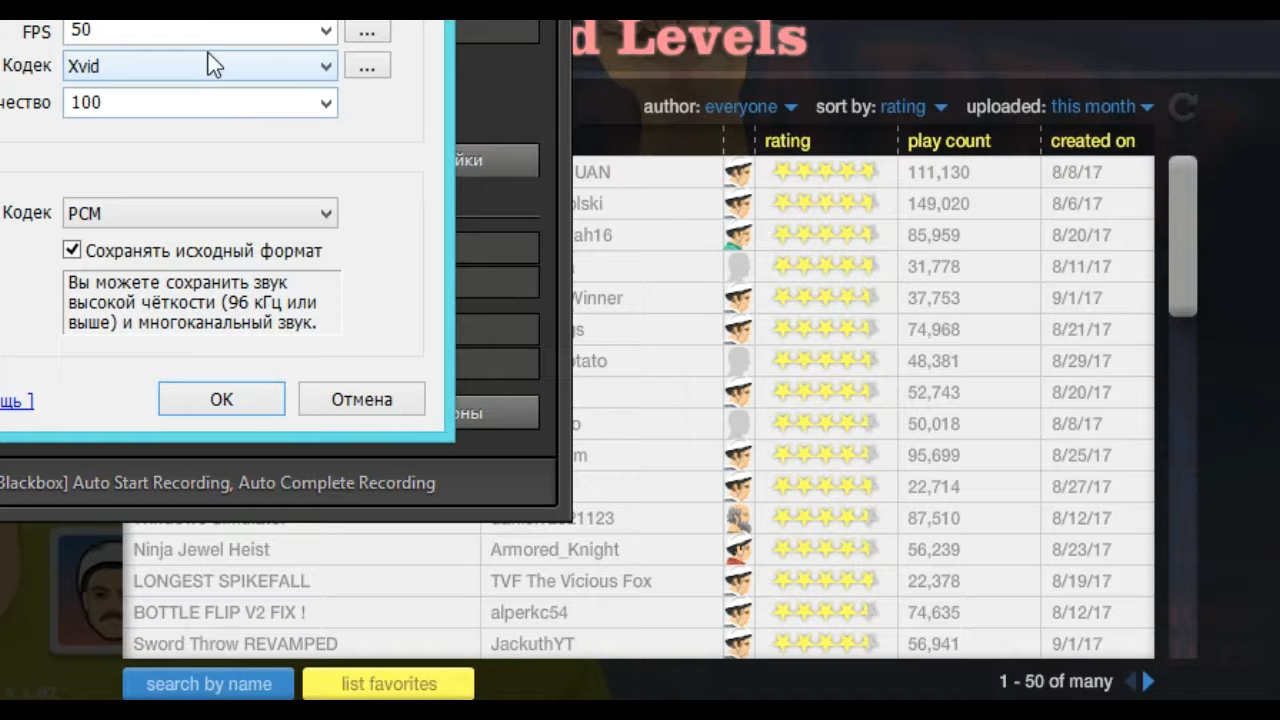 FPS 50 ...
Кодек Xvid ...
чество 100
йки
Кодек PCM
Сохранять исходный формат
Вы можете сохранить звук
высокой чёткости (96 кГц или
выше) и многоканальный звук.
щь ] OK Отмена
оны
Blackbox] Auto Start Recording, Auto Complete Recording
d Levels
author: everyone sort by: rating uploaded: this month
rating play count created on
UAN 111,130 8/8/17
olski 149,020 8/6/17
ah16 85,959 8/20/17
31,778 8/11/17
Winner 37,753 9/1/17
gs 74,968 8/21/17
otato 48,381 8/29/17
52,743 8/20/17
o 50,018 8/8/17
m 95,699 8/25/17
22,714 8/27/17
87,510 8/12/17
Ninja Jewel Heist Armored_Knight 56,239 8/23/17
LONGEST SPIKEFALL TVF The Vicious Fox 22,378 8/19/17
BOTTLE FLIP V2 FIX ! alperkc54 74,635 8/12/17
Sword Throw REVAMPED JackuthYT 56,941 9/1/17
search by name list favorites 1 - 50 of many